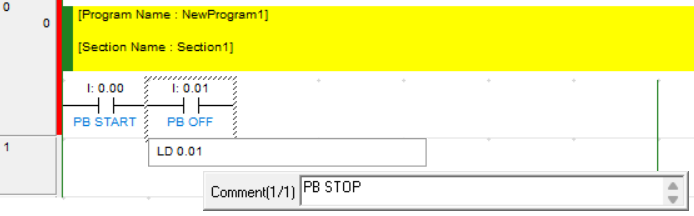 0
0
[Program Name : NewProgram1]
[Section Name : Section1]
I: 0.00
I: 0.01
PB START
PB OFF
1
LD 0.01
Comment(1/1)
PB STOP